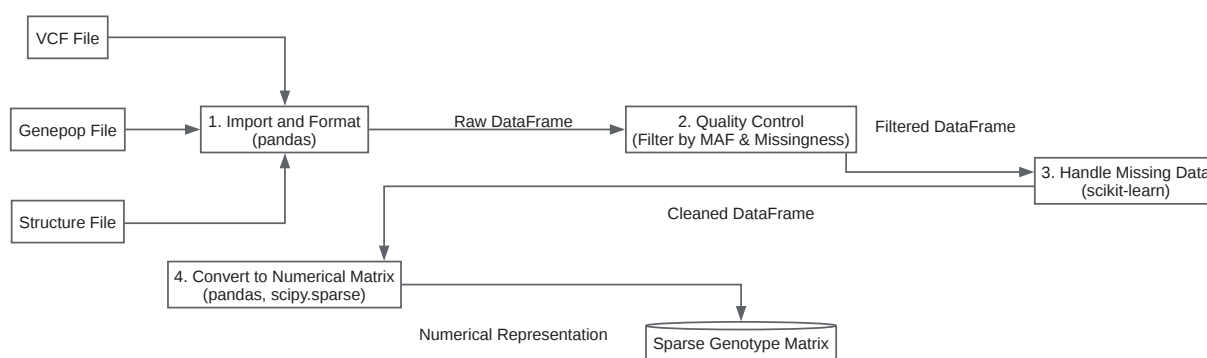 VCF File
Genepop File
Structure File
1. Import and Format
(pandas)
Raw DataFrame
2. Quality Control
(Filter by MAF & Missingness)
Filtered DataFrame
3. Handle Missing Data
(scikit-learn)
Cleaned DataFrame
4. Convert to Numerical Matrix
(pandas, scipy.sparse)
Numerical Representation
Sparse Genotype Matrix